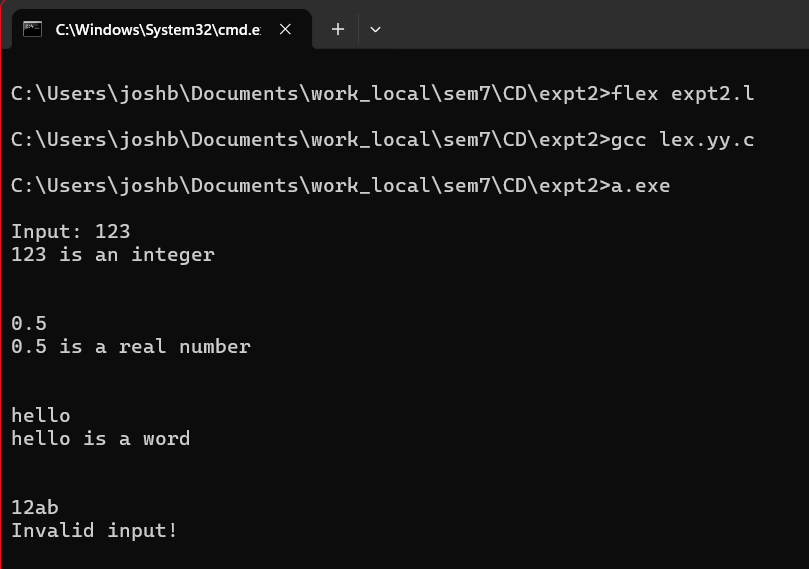 C:\Windows\System32\cmd.e
C:\Users\joshb\Documents\work_local\sem7\CD\expt2>flex expt2.l
C:\Users\joshb\Documents\work_local\sem7\CD\expt2>gcc lex.yy.c
C:\Users\joshb\Documents\work_local\sem7\CD\expt2>a.exe
Input: 123
123 is an integer
0.5
0.5 is a real number
hello
hello is a word
12ab
Invalid input!